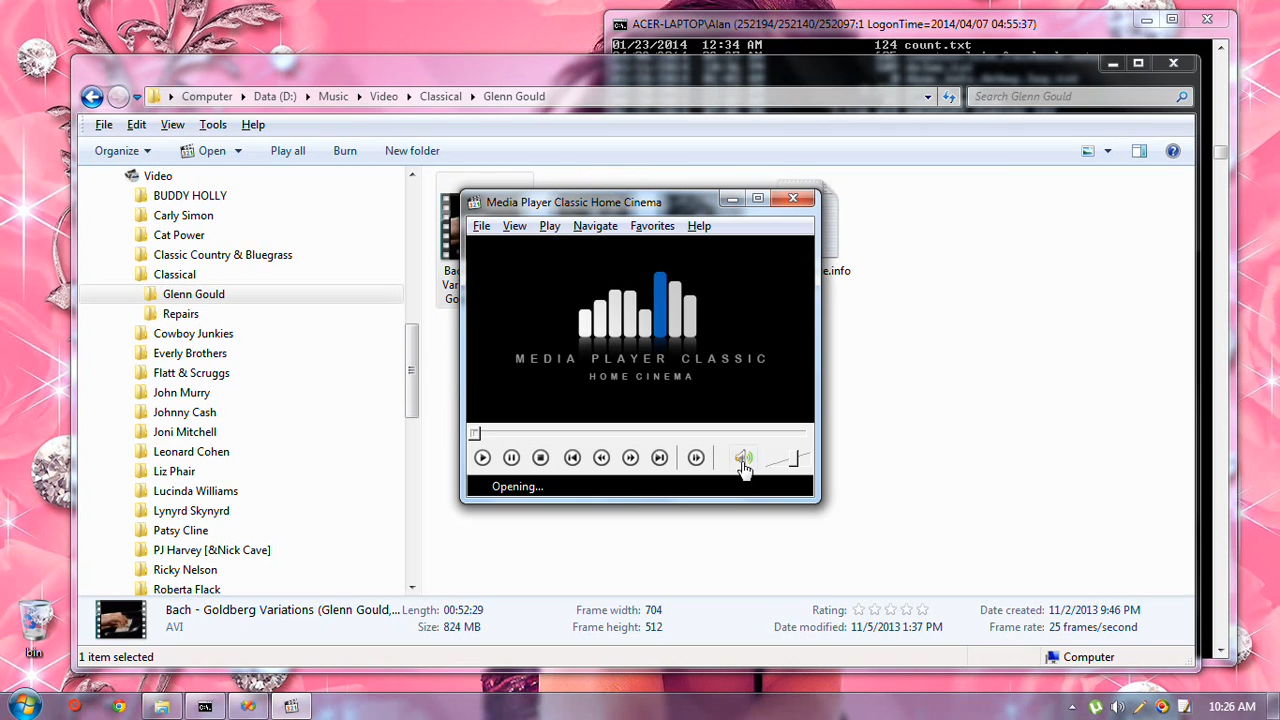 ACER-LAPTOP\Alan (252194/252140/252097:1 LogonTime=2014/04/07 04:55:37)
01/23/2014 12:34 AM 124 count.txt
Computer Data (D:) Music Video Classical Glenn Gould
Search Glenn Gould
File Edit View Tools Help
Organize Open Play all Burn New folder
Video
BUDDY HOLLY
Carly Simon
Cat Power
Classic Country & Bluegrass
Classical
Glenn Gould
Repairs
Cowboy Junkies
Everly Brothers
Flatt & Scruggs
John Murry
Johnny Cash
Joni Mitchell
Leonard Cohen
Liz Phair
Lucinda Williams
Lynyrd Skynyrd
Patsy Cline
PJ Harvey [&Nick Cave]
Ricky Nelson
Roberta Flack
Media Player Classic Home Cinema
File View Play Navigate Favorites Help
MEDIA PLAYER CLASSIC
HOME CINEMA
Opening...
Bach - Goldberg Variations (Glenn Gould,... Length: 00:52:29 Frame width: 704 Rating: Date created: 11/2/2013 9:46 PM
AVI Size: 824 MB Frame height: 512 Date modified: 11/5/2013 1:37 PM Frame rate: 25 frames/second
1 item selected Computer
bin
10:26 AM